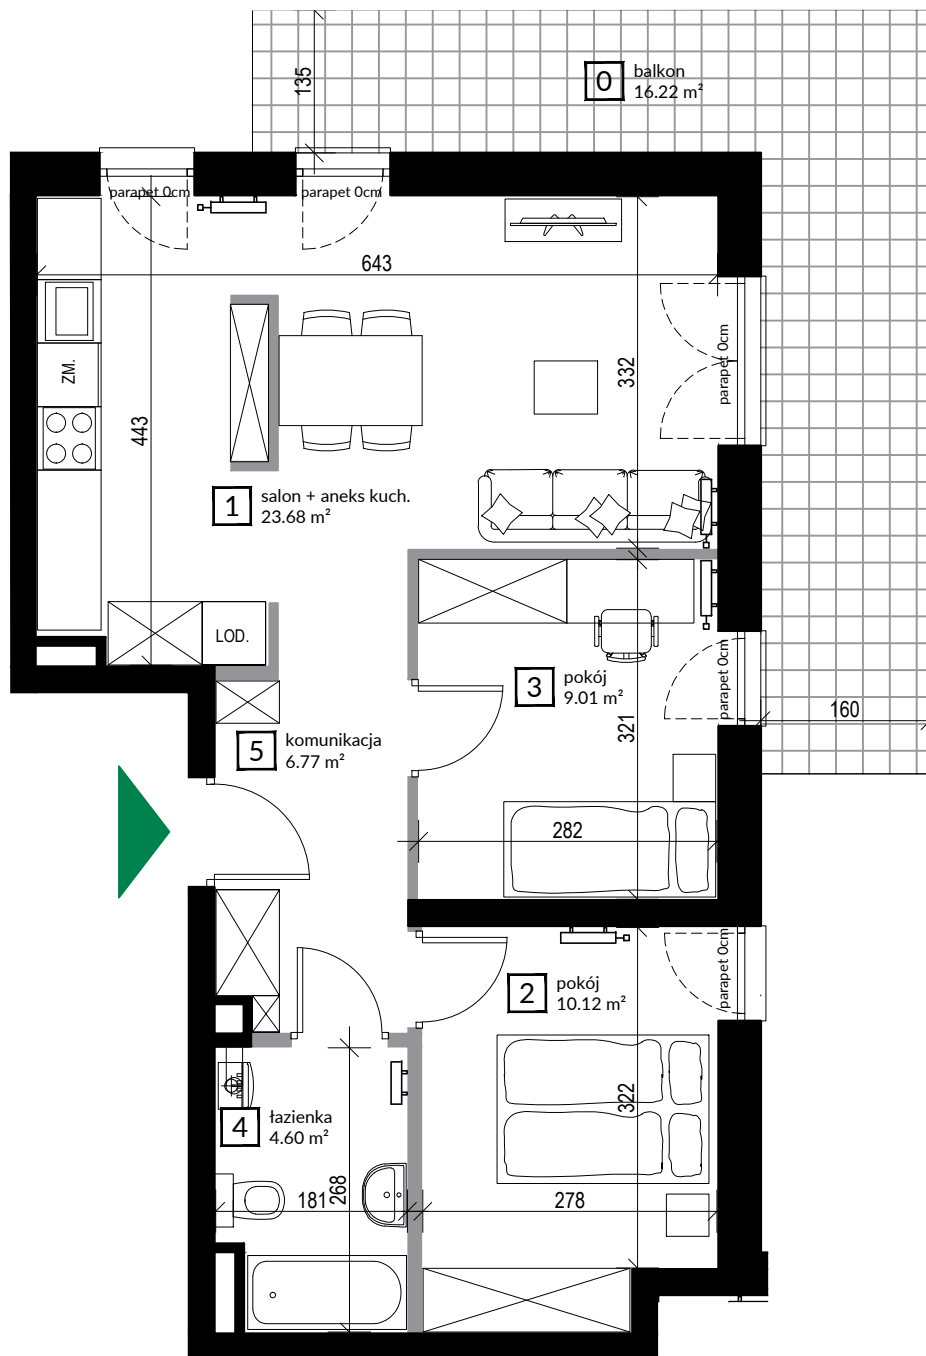 0
balkon
16.22 m²
135
parapet 0cm
parapet 0cm
643
ZM.
443
332
parapet 0cm
1
salon + aneks kuch.
23.68 m²
LOD.
3
pokój
9.01 m²
321
parapet 0cm
160
5
komunikacja
6.77 m²
282
parapet 0cm
2
pokój
10.12 m²
322
4
łazienka
4.60 m²
181
268
278